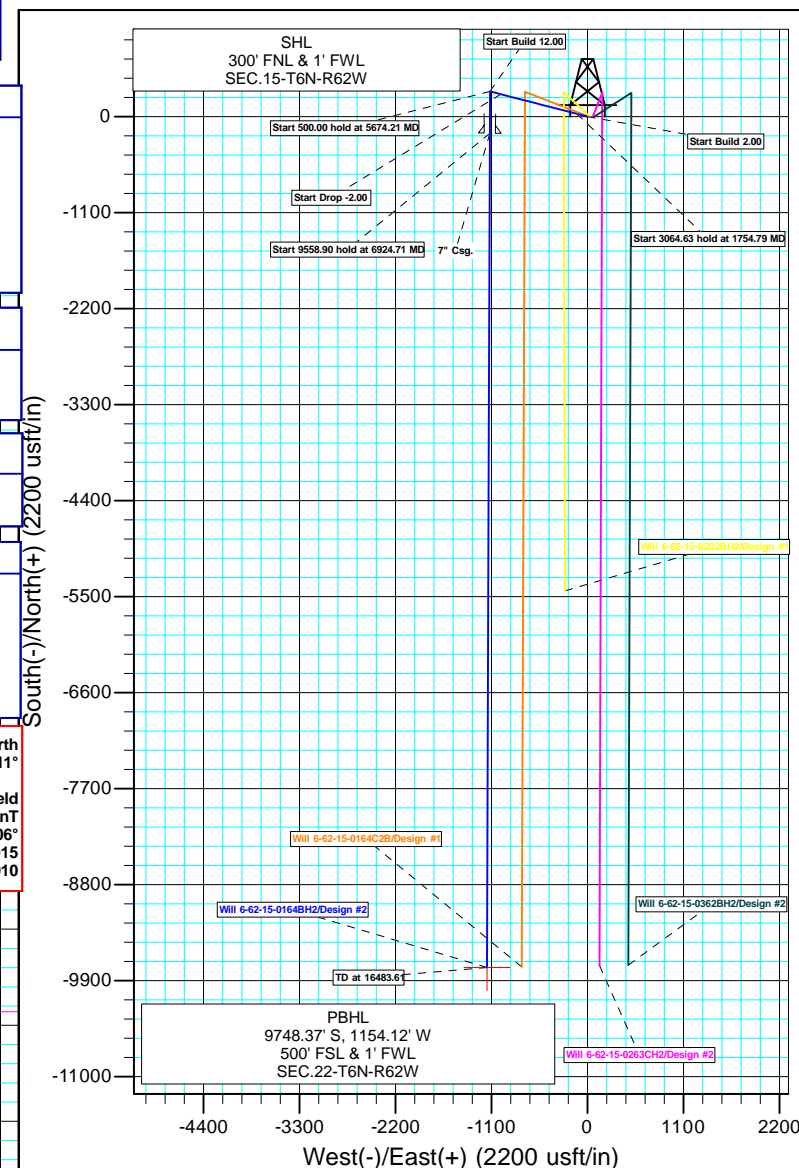 SHL
300' FNL & 1' FWL
SEC.15-T6N-R62W
Start Build 12.00
Start 500.00 hold at 5674.21 MD
Start Build 2.00
Start Drop -2.00
Start 9558.90 hold at 6924.71 MD
7" Csg.
Start 3064.63 hold at 1754.79 MD
0
-1100
-2200
-3300
-4400
-5500
-6600
-7700
-8800
-9900
-11000
South(-)/North(+) (2200 usft/in)
Will 6-62-15-0164C2B/Design #1
Will 6-62-15-0164BH2/Design #2
Will 6-62-15-0362BH2/Design #2
TD at 16483.61
PBHL
9748.37' S, 1154.12' W
500' FSL & 1' FWL
SEC.22-T6N-R62W
Will 6-62-15-0263CH2/Design #2
-4400
-3300
-2200
-1100
0
1100
2200
West(-)/East(+) (2200 usft/in)
rth
11°
eld
nT
06°
015
010